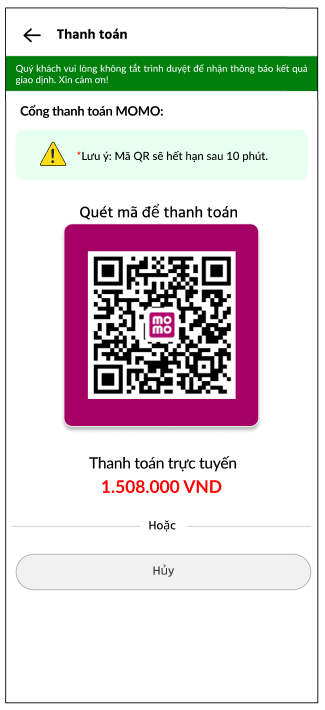 Thanh toán
Quý khách vui lòng không tắt trình duyệt để nhận thông báo kết quả
giao dịch. Xin cảm ơn!
Cổng thanh toán MOMO:
*Lưu ý: Mã QR sẽ hết hạn sau 10 phút.
Quét mã để thanh toán
mo
mo
Thanh toán trực tuyến
1.508.000 VND
Hoặc
Hủy